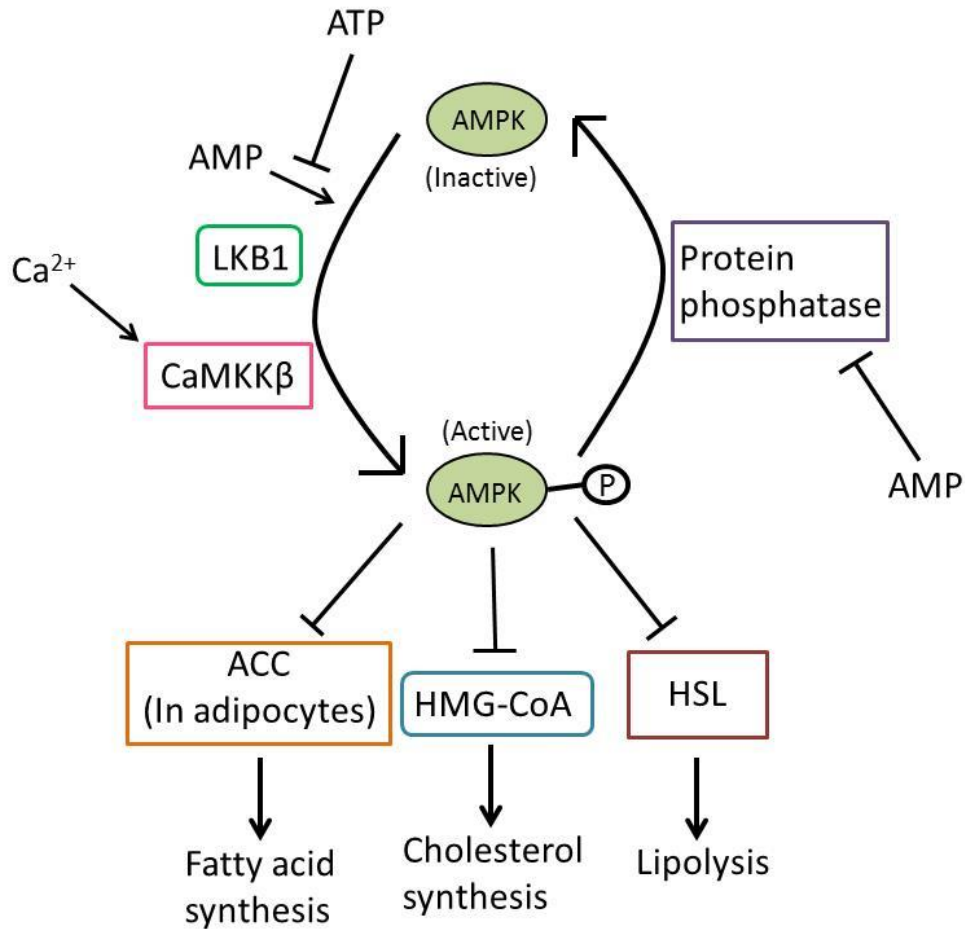 ATP
AMPK
AMP
(Inactive)
LKB1
Ca²⁺
Protein
phosphatase
CaMKKβ
(Active)
AMPK
P
AMP
ACC
(In adipocytes)
HMG-CoA
HSL
Fatty acid
synthesis
Cholesterol
synthesis
Lipolysis